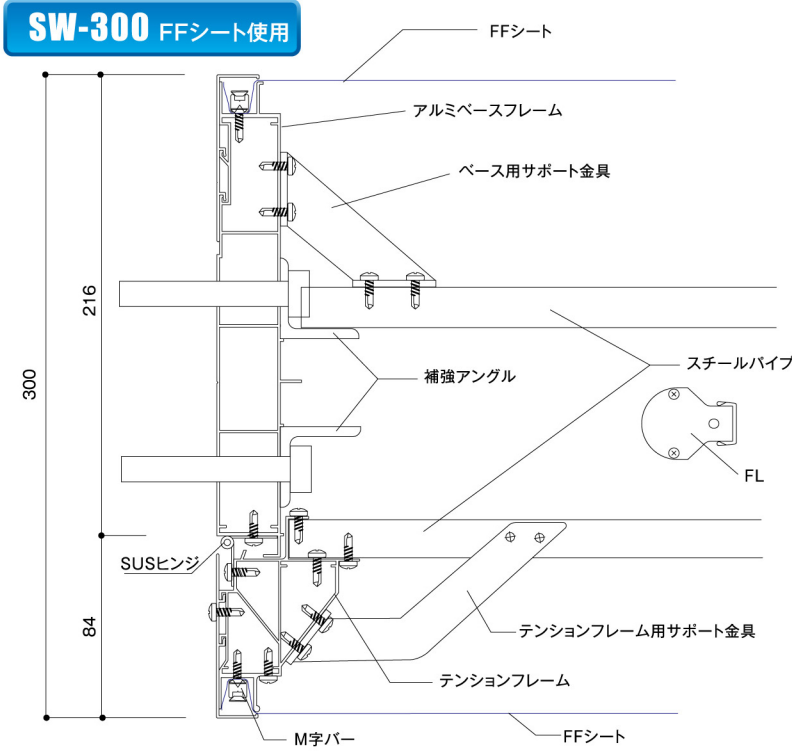 SW-300 FFシート使用
FFシート
アルミベースフレーム
ベース用サポート金具
216
300
補強アングル
スチールパイプ
FL
SUSヒンジ
84
テンションフレーム用サポート金具
テンションフレーム
M字バー
FFシート